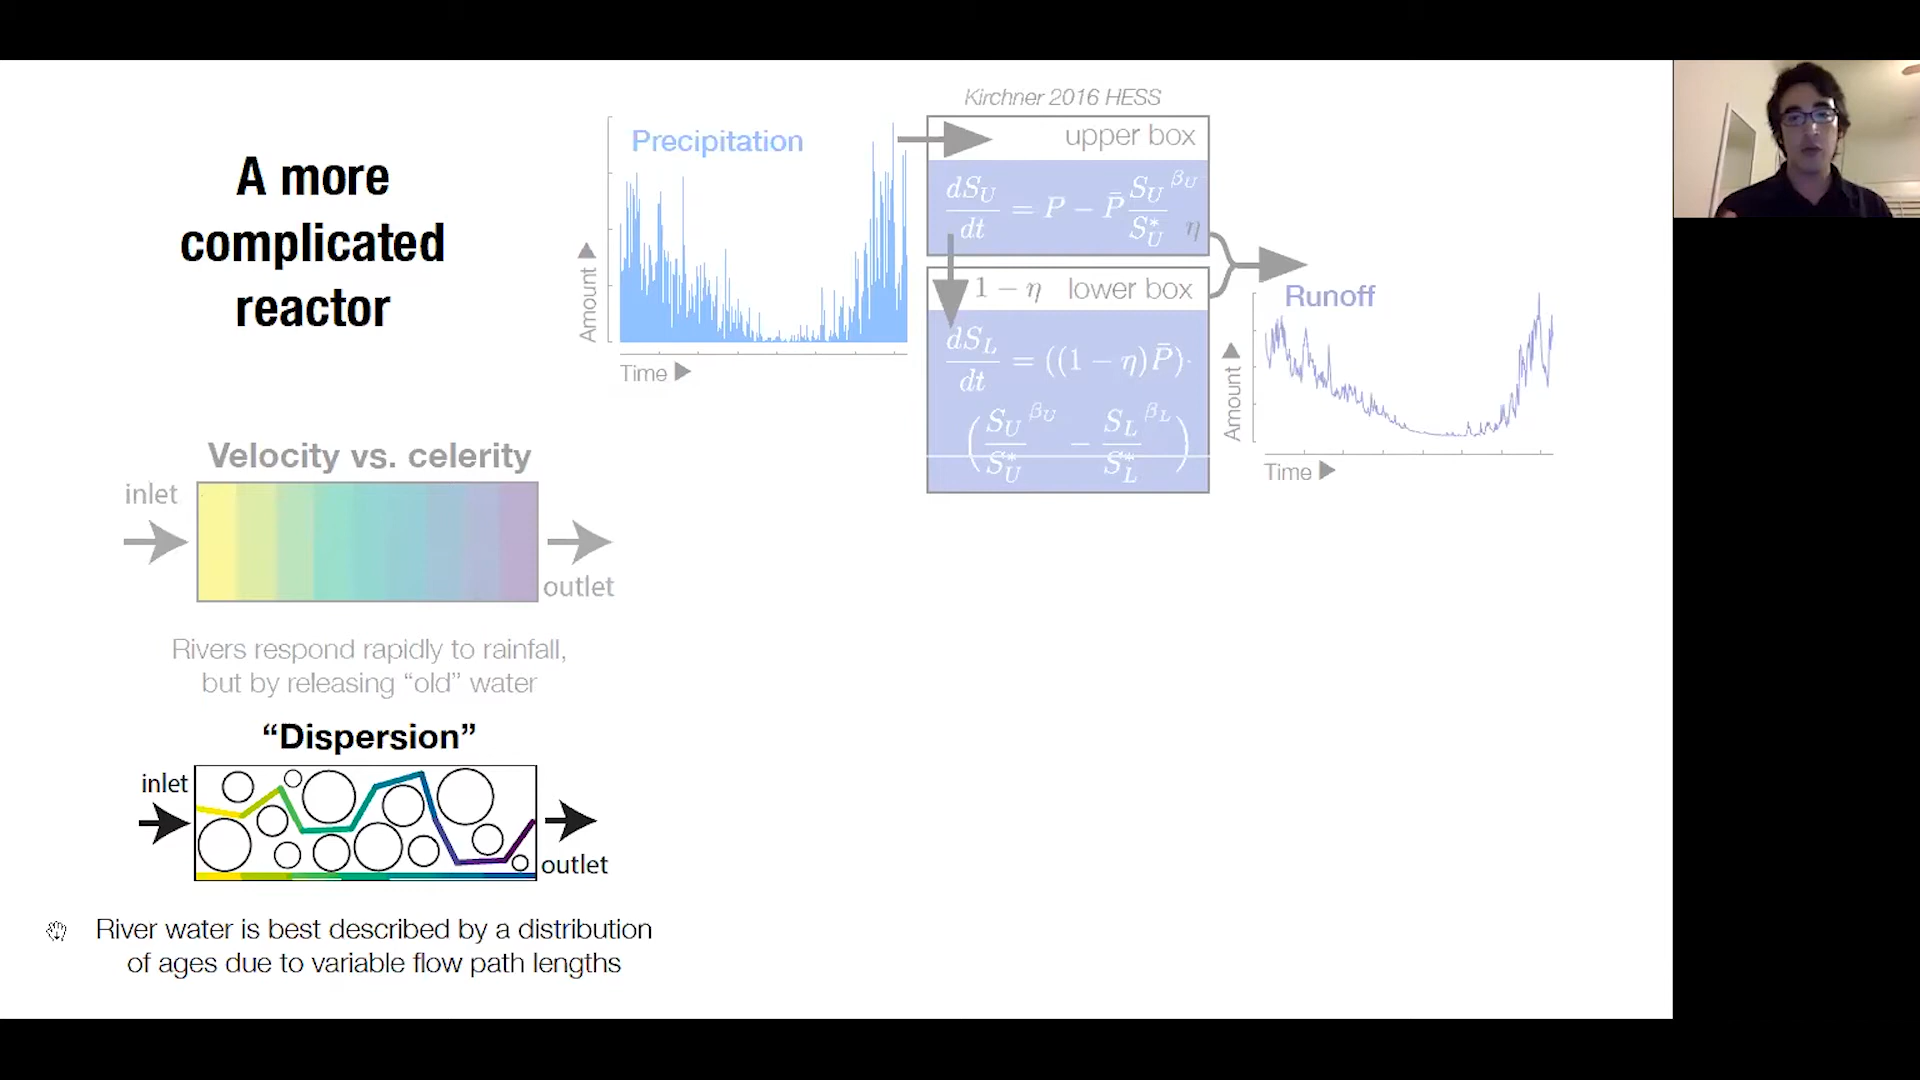 A more
complicated
reactor
Kirchner 2016 HESS
Precipitation
Amount
Time
upper box
dS_U/dt = P − P̄ S_U/S*_U ^β_U
η
1 − η lower box
dS_L/dt = ((1 − η)P̄)·
(S_U/S*_U ^β_U − S_L/S*_L ^β_L)
Runoff
Amount
Time
Velocity vs. celerity
inlet
outlet
Rivers respond rapidly to rainfall,
but by releasing “old” water
“Dispersion”
inlet
outlet
River water is best described by a distribution
of ages due to variable flow path lengths